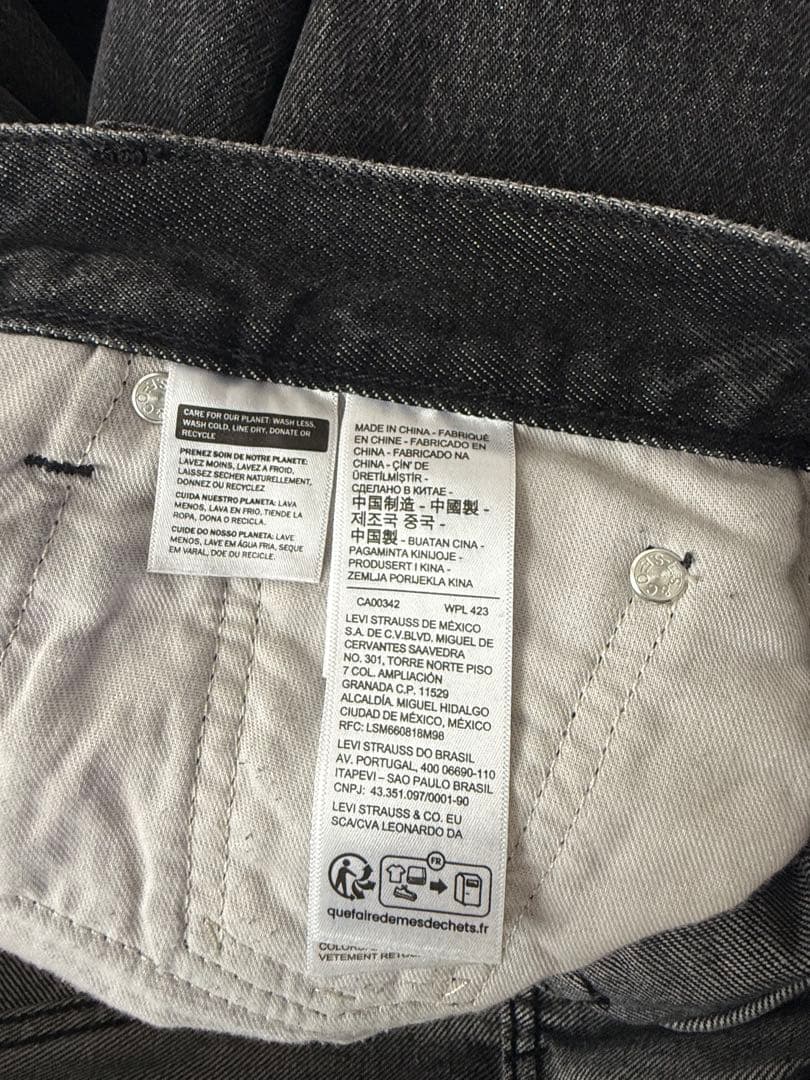 CARE FOR OUR PLANET: WASH LESS,
WASH COLD, LINE DRY, DONATE OR
RECYCLE
PRENEZ SOIN DE NOTRE PLANETE:
LAVEZ MOINS, LAVEZ A FROID,
LAISSEZ SECHER NATURELLEMENT,
DONNEZ OU RECYCLEZ
CUIDA NUESTRO PLANETA: LAVA
MENOS, LAVA EN FRIO, TIENDE LA
ROPA, DONA O RECICLA.
CUIDE DO NOSSO PLANETA: LAVE
MENOS, LAVE EM ÁGUA FRIA, SEQUE
EM VARAL, DOE OU RECICLE.
MADE IN CHINA - FABRIQUÉ
EN CHINE - FABRICADO EN
CHINA - FABRICADO NA
CHINA - ÇİN' DE
ÜRETİLMİŞTİR -
СДЕЛАНО В КИТАЕ -
中国制造 - 中國製 -
제조국 중국 -
中国製 - BUATAN CINA -
PAGAMINTA KINIJOJE -
PRODUSERT I KINA -
ZEMLJA PORIJEKLA KINA
CA00342 WPL 423
LEVI STRAUSS DE MÉXICO
S.A. DE C.V.BLVD. MIGUEL DE
CERVANTES SAAVEDRA
NO. 301, TORRE NORTE PISO
7 COL. AMPLIACIÓN
GRANADA C.P. 11529
ALCALDÍA. MIGUEL HIDALGO
CIUDAD DE MÉXICO, MÉXICO
RFC: LSM660818M98
LEVI STRAUSS DO BRASIL
AV. PORTUGAL, 400 06690-110
ITAPEVI – SAO PAULO BRASIL
CNPJ: 43.351.097/0001-90
LEVI STRAUSS & CO. EU
SCA/CVA LEONARDO DA
FR
quefairedemesdechets.fr
VETEMENT